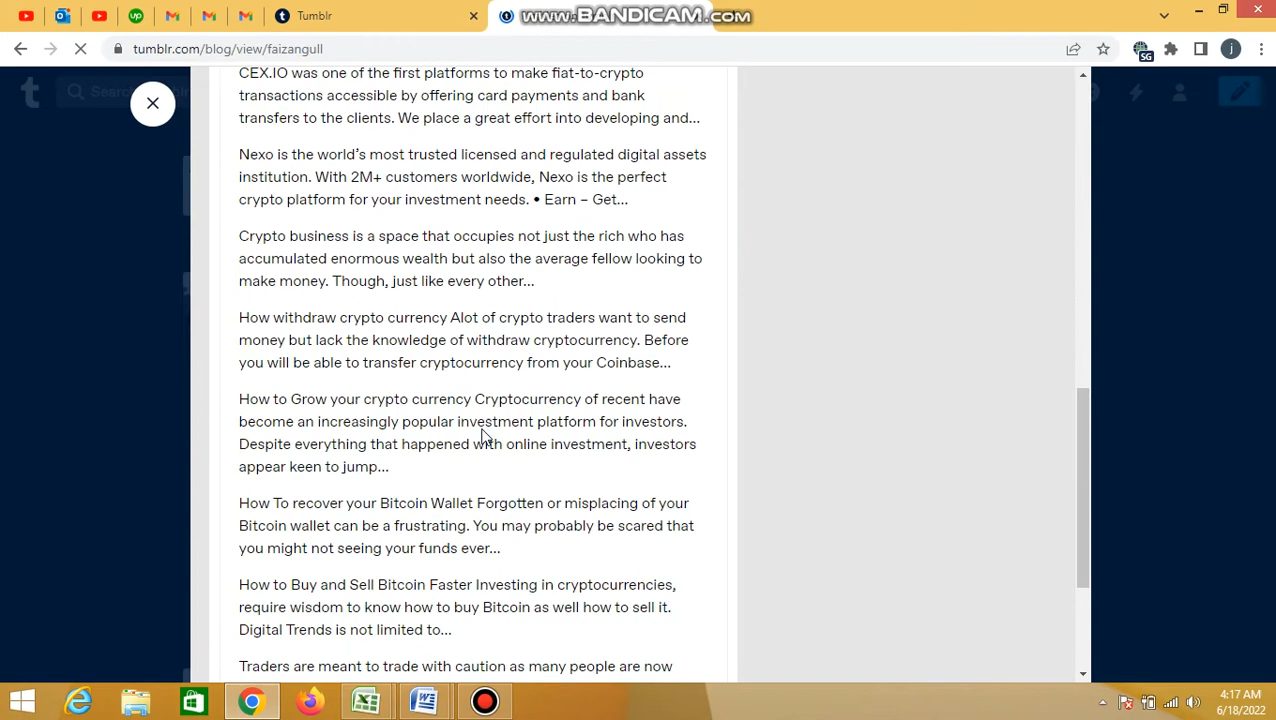 Tumblr
WWW.BANDICAM.COM
tumblr.com/blog/view/faizangull
SG
j
t
Sear
CEX.IO was one of the first platforms to make fiat-to-crypto
transactions accessible by offering card payments and bank
transfers to the clients. We place a great effort into developing and...
Nexo is the world’s most trusted licensed and regulated digital assets
institution. With 2M+ customers worldwide, Nexo is the perfect
crypto platform for your investment needs. • Earn – Get...
Crypto business is a space that occupies not just the rich who has
accumulated enormous wealth but also the average fellow looking to
make money. Though, just like every other...
How withdraw crypto currency Alot of crypto traders want to send
money but lack the knowledge of withdraw cryptocurrency. Before
you will be able to transfer cryptocurrency from your Coinbase...
How to Grow your crypto currency Cryptocurrency of recent have
become an increasingly popular investment platform for investors.
Despite everything that happened with online investment, investors
appear keen to jump...
How To recover your Bitcoin Wallet Forgotten or misplacing of your
Bitcoin wallet can be a frustrating. You may probably be scared that
you might not seeing your funds ever...
How to Buy and Sell Bitcoin Faster Investing in cryptocurrencies,
require wisdom to know how to buy Bitcoin as well how to sell it.
Digital Trends is not limited to...
Traders are meant to trade with caution as many people are now
4:17 AM
6/18/2022